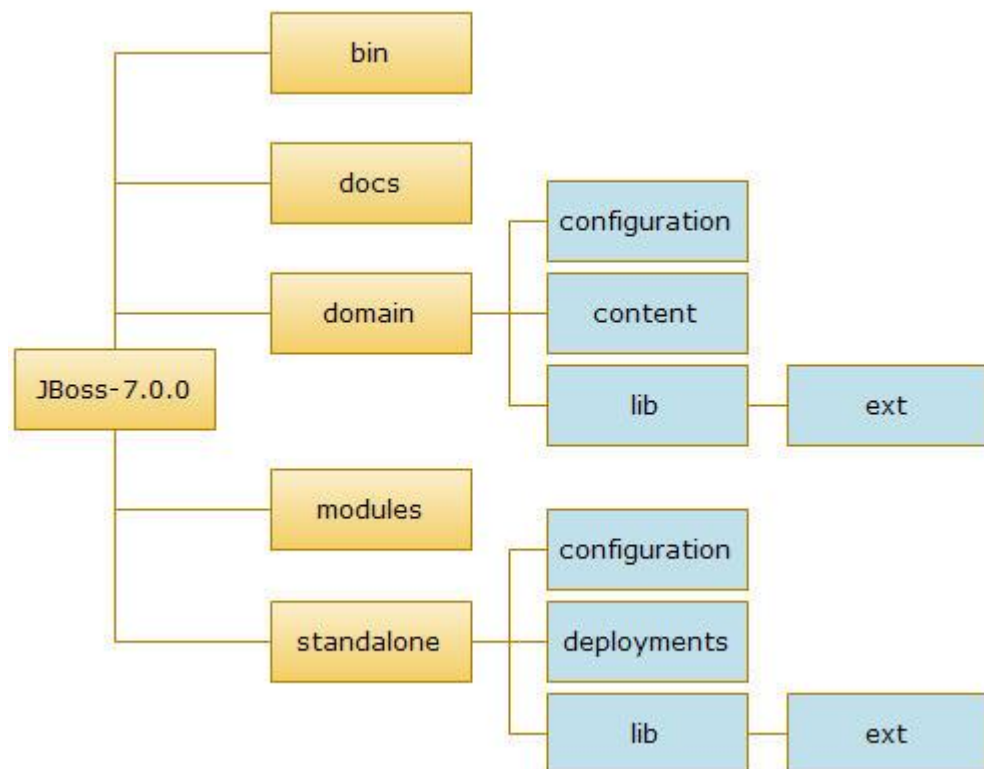 bin
docs
domain
configuration
content
lib
ext
JBoss-7.0.0
modules
standalone
configuration
deployments
lib
ext